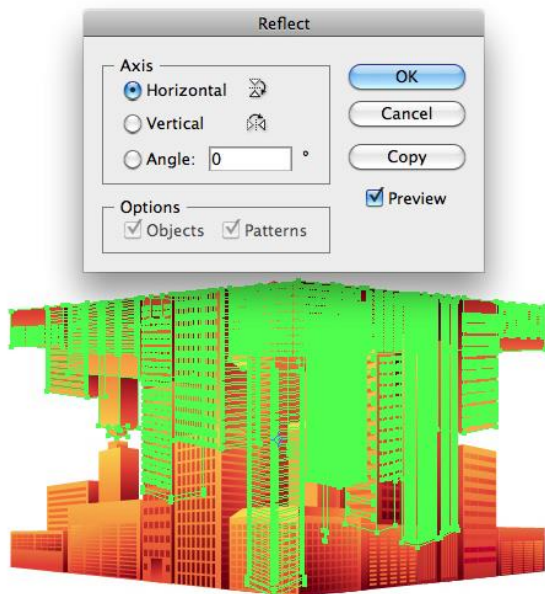 Reflect
Axis
Horizontal
Vertical
Angle: 0 °
Options
Objects Patterns
OK
Cancel
Copy
Preview